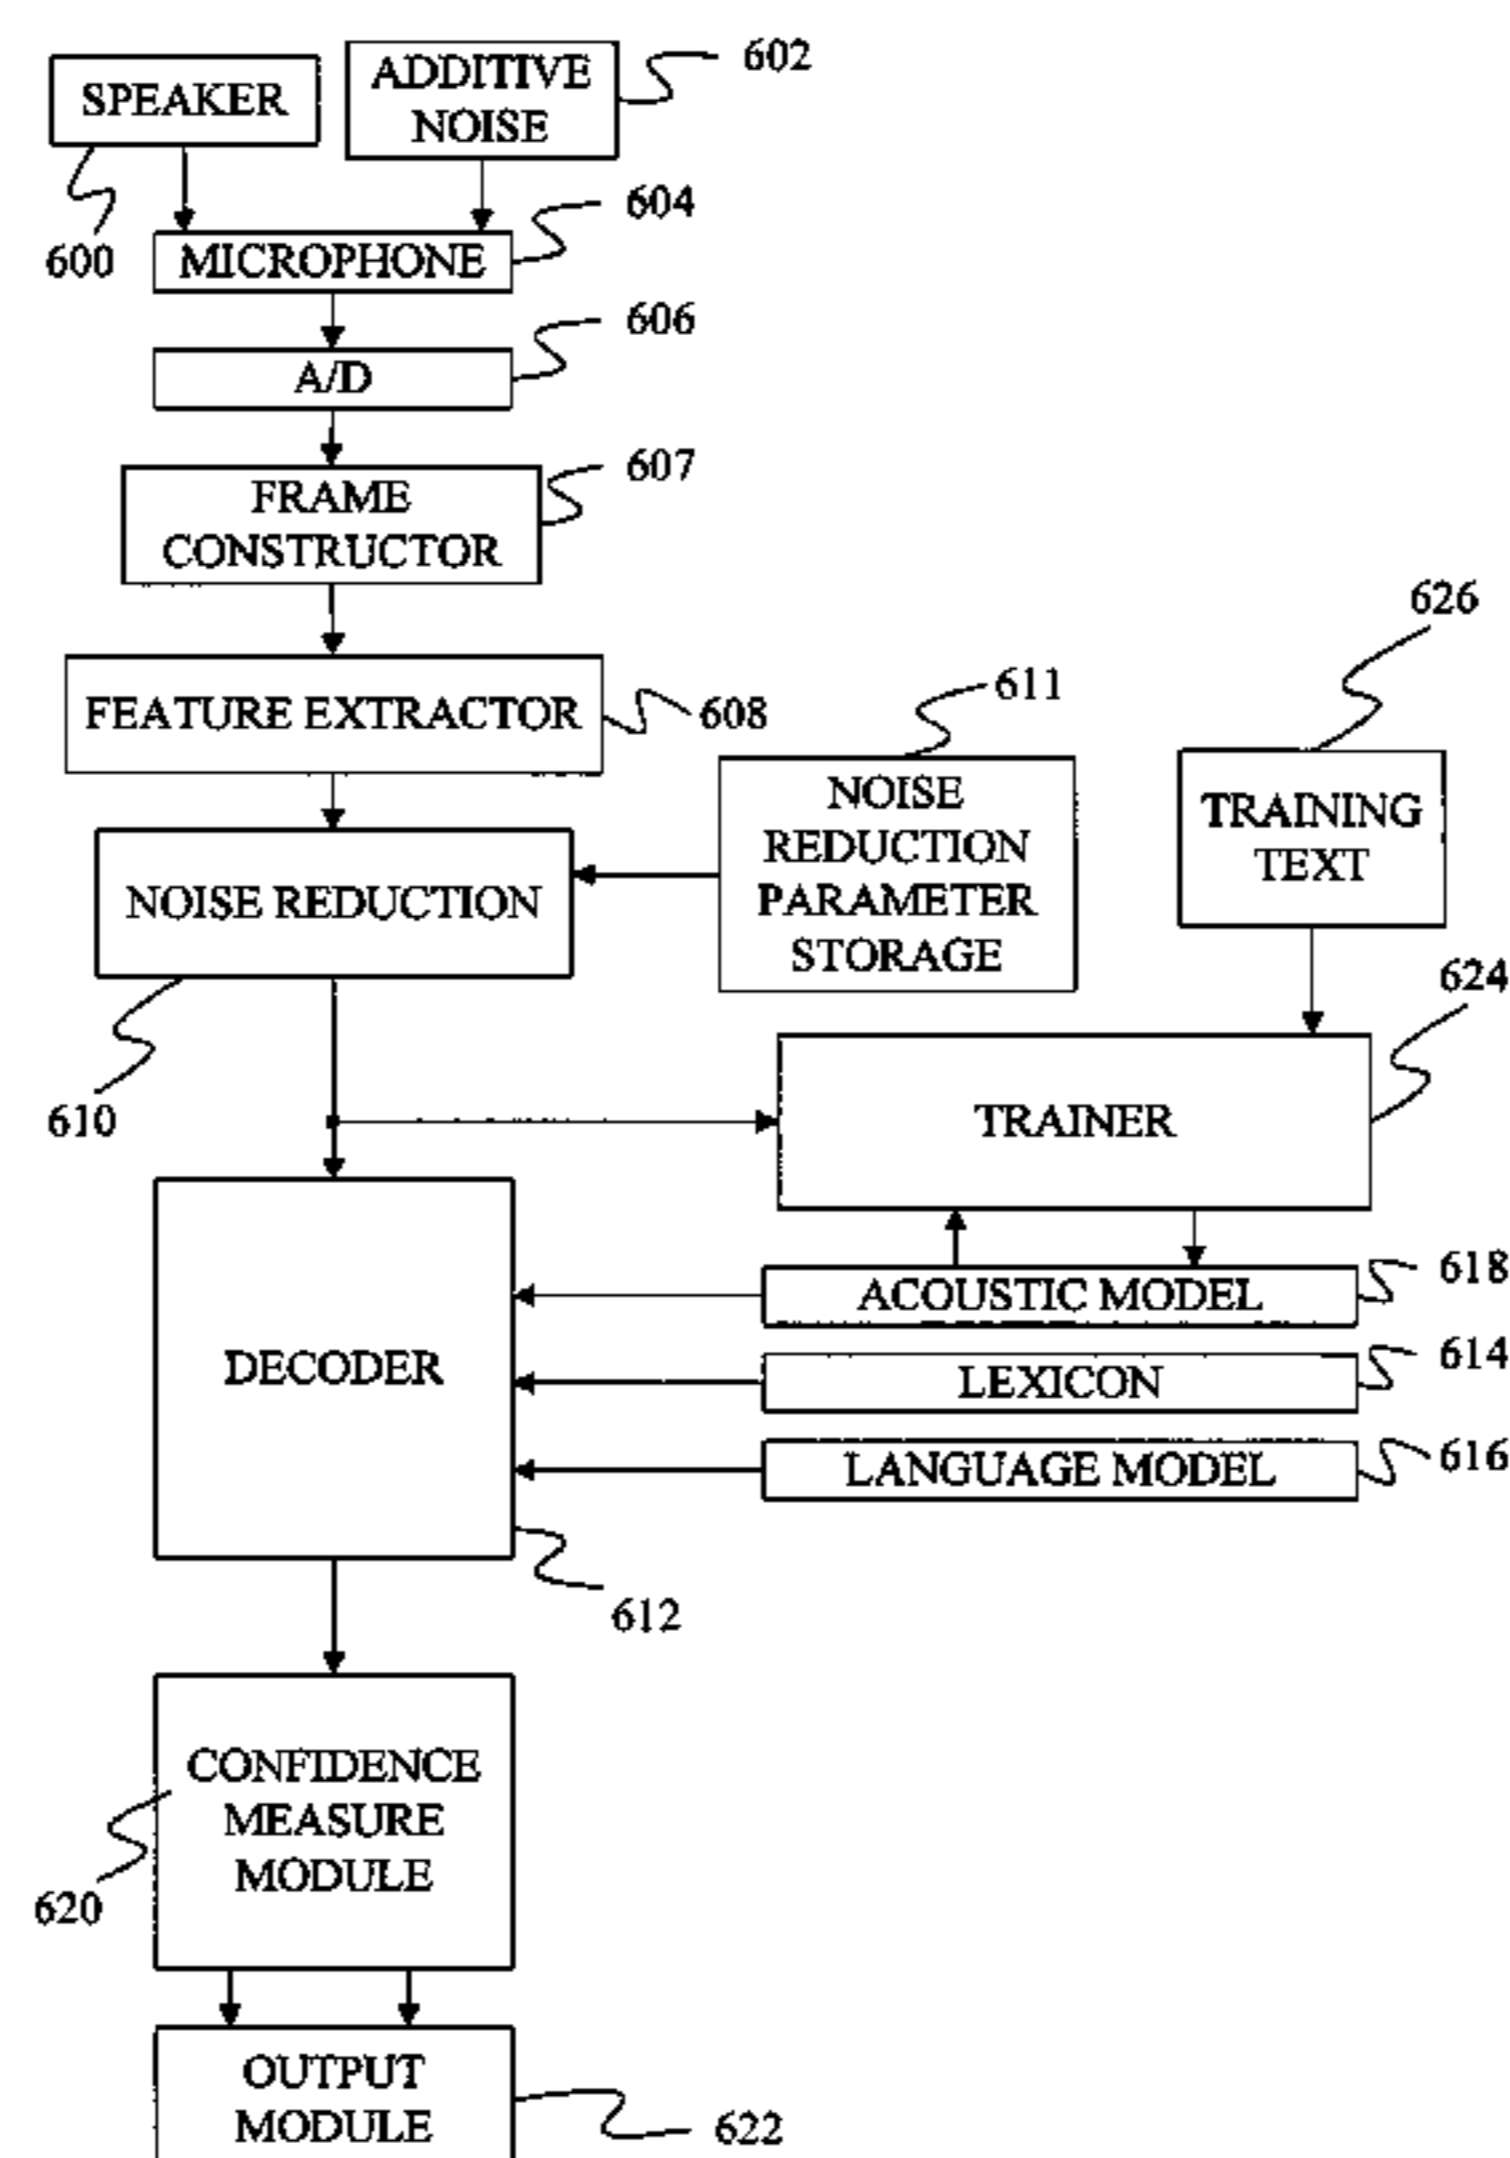 SPEAKER
ADDITIVE
NOISE
602
600
MICROPHONE
604
A/D
606
FRAME
CONSTRUCTOR
607
FEATURE EXTRACTOR
608
NOISE REDUCTION
610
NOISE
REDUCTION
PARAMETER
STORAGE
611
TRAINING
TEXT
626
TRAINER
624
DECODER
612
ACOUSTIC MODEL
618
LEXICON
614
LANGUAGE MODEL
616
CONFIDENCE
MEASURE
MODULE
620
OUTPUT
MODULE
622